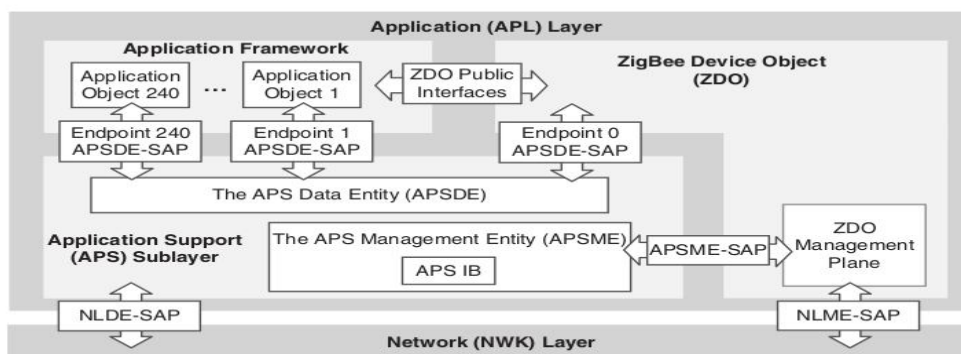 Application (APL) Layer
Application Framework
ZigBee Device Object
(ZDO)
Application
Object 240
...
Application
Object 1
ZDO Public
Interfaces
Endpoint 240
APSDE-SAP
Endpoint 1
APSDE-SAP
Endpoint 0
APSDE-SAP
The APS Data Entity (APSDE)
Application Support
(APS) Sublayer
The APS Management Entity (APSME)
APS IB
APSME-SAP
ZDO
Management
Plane
NLDE-SAP
NLME-SAP
Network (NWK) Layer